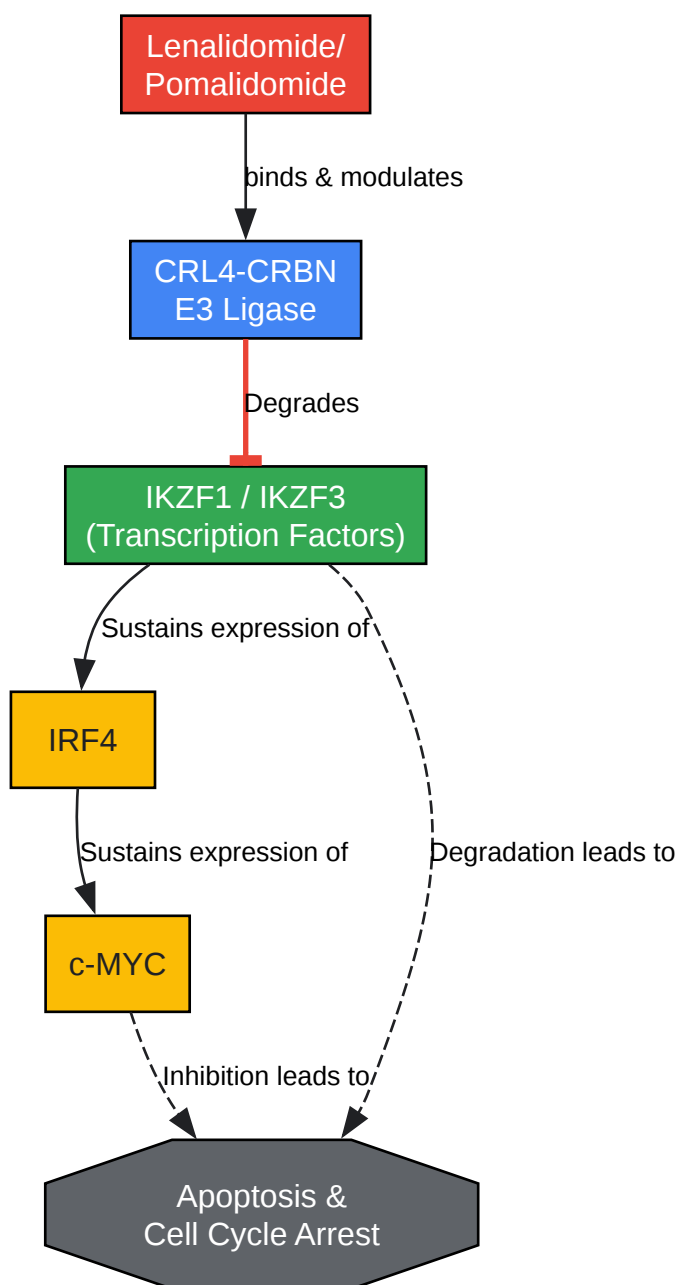 Lenalidomide/
Pomalidomide
binds & modulates
CRL4-CRBN
E3 Ligase
Degrades
IKZF1 / IKZF3
(Transcription Factors)
Sustains expression of
IRF4
Sustains expression of
Degradation leads to
c-MYC
Inhibition leads to
Apoptosis &
Cell Cycle Arrest